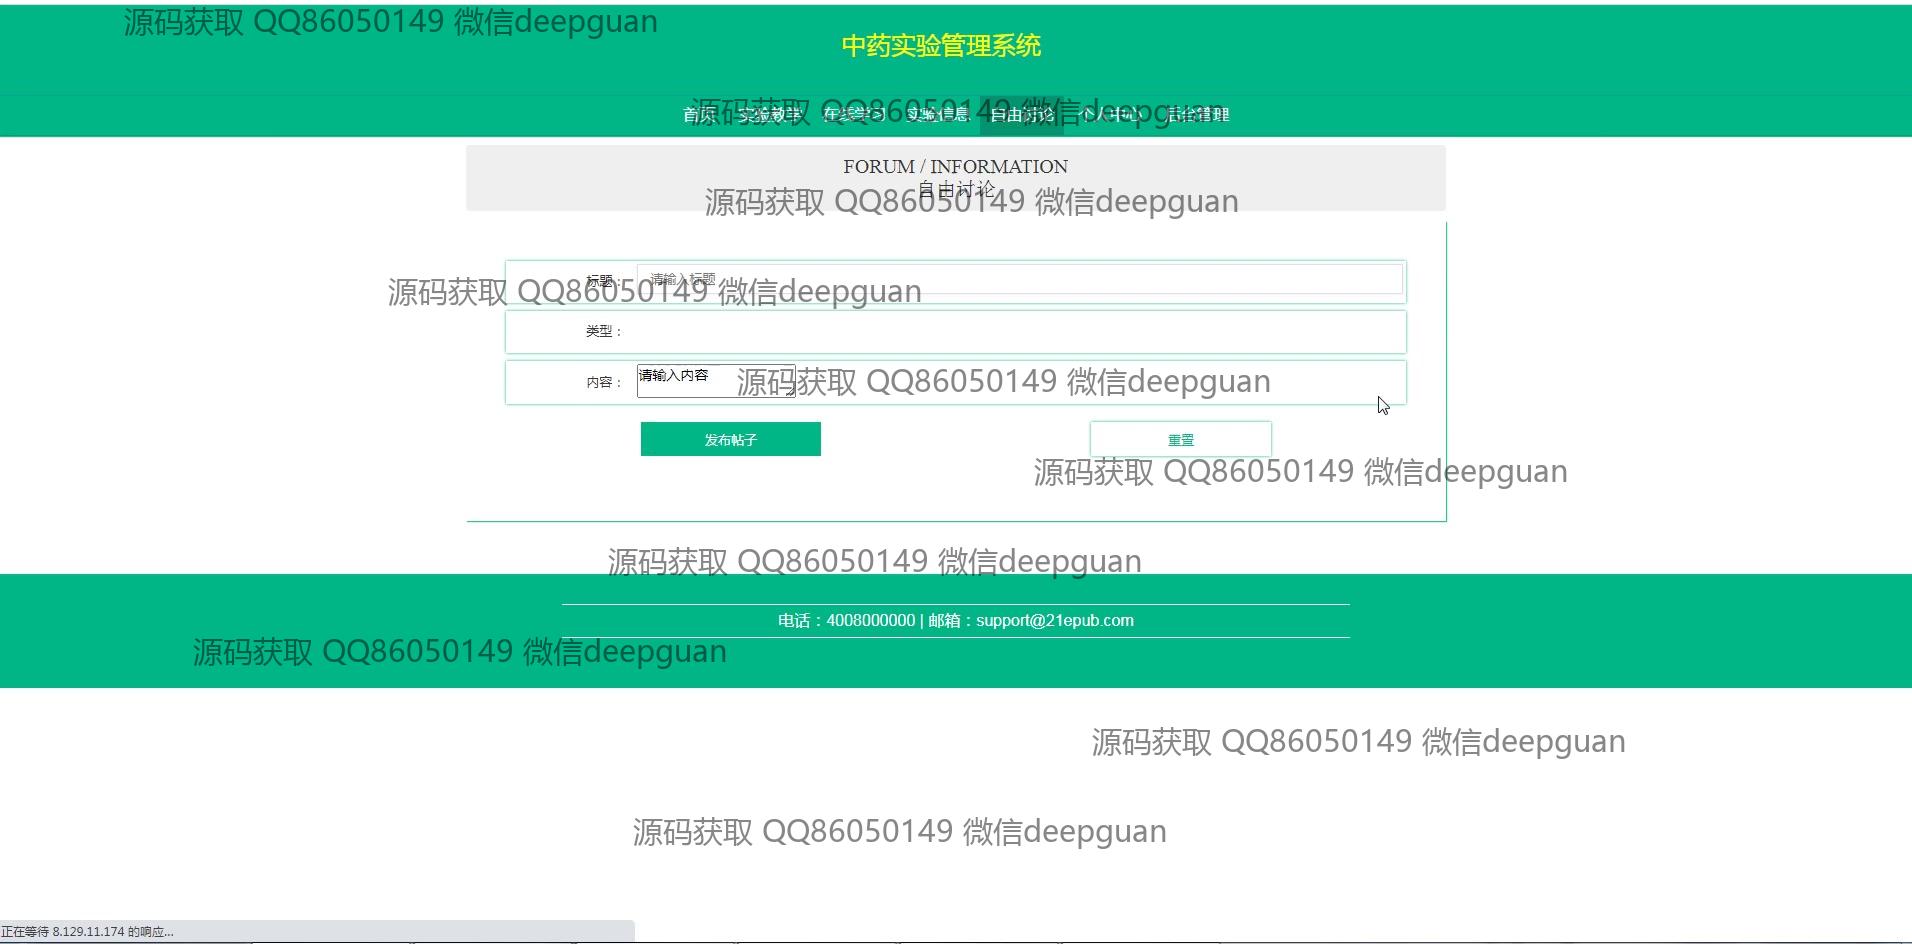 源码获取 QQ86050149 微信deepguan
中药实验管理系统
首页 实验教学 在线学习 实验信息 自由讨论 个人中心 后台管理
源码获取 QQ86050149 微信deepguan
FORUM / INFORMATION
自由讨论
源码获取 QQ86050149 微信deepguan
标题： 请输入标题
源码获取 QQ86050149 微信deepguan
类型：
内容： 请输入内容
源码获取 QQ86050149 微信deepguan
发布帖子 重置
源码获取 QQ86050149 微信deepguan
源码获取 QQ86050149 微信deepguan
电话：4008000000 | 邮箱：support@21epub.com
源码获取 QQ86050149 微信deepguan
源码获取 QQ86050149 微信deepguan
源码获取 QQ86050149 微信deepguan
正在等待 8.129.11.174 的响应...